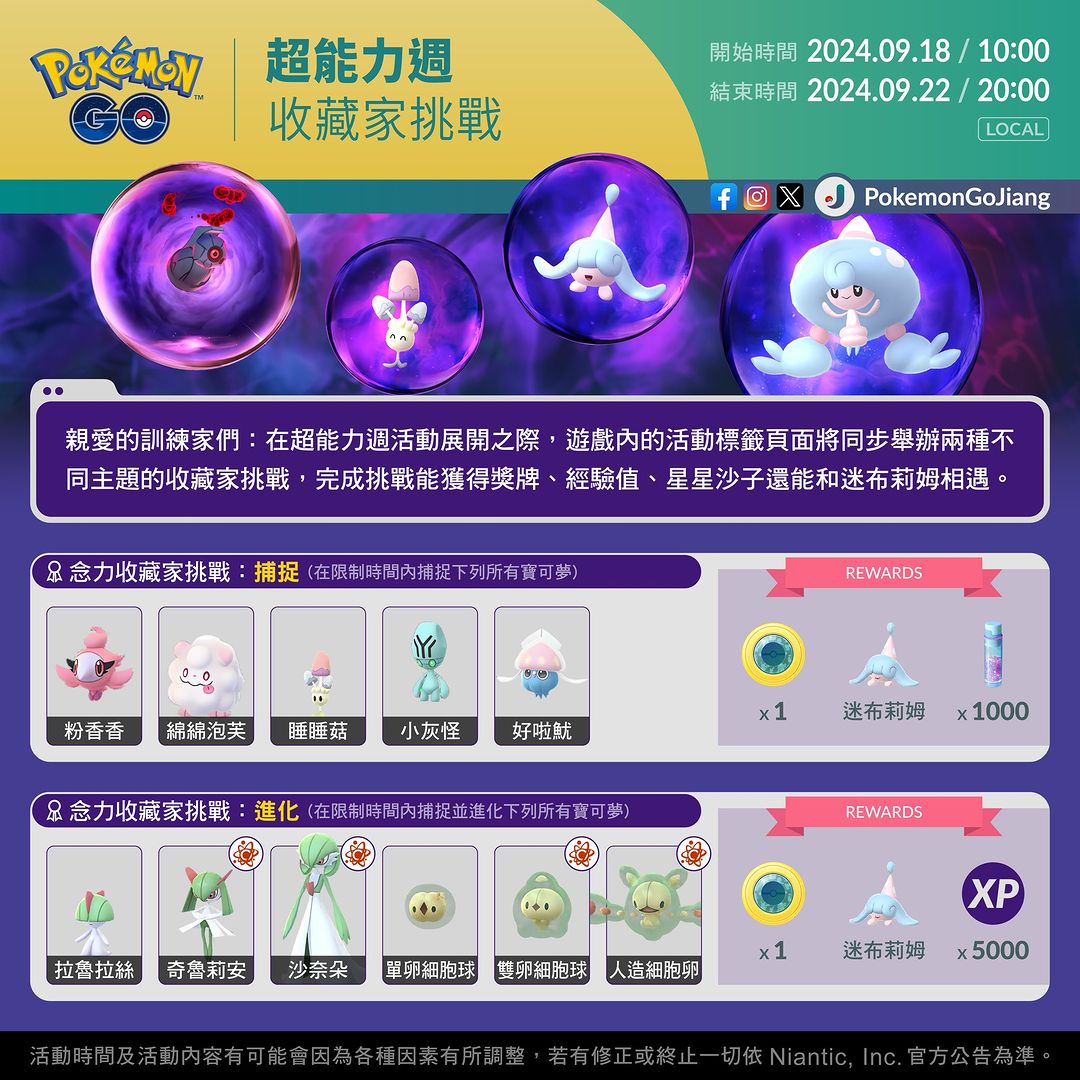 POKÉMON
GO
TM
超能力週
收藏家挑戰
開始時間 2024.09.18 / 10:00
結束時間 2024.09.22 / 20:00
LOCAL
PokemonGoJiang
親愛的訓練家們：在超能力週活動展開之際，遊戲內的活動標籤頁面將同步舉辦兩種不
同主題的收藏家挑戰，完成挑戰能獲得獎牌、經驗值、星星沙子還能和迷布莉姆相遇。
念力收藏家挑戰：捕捉 (在限制時間內捕捉下列所有寶可夢)
REWARDS
粉香香 綿綿泡芙 睡睡菇 小灰怪 好啦魷
x 1 迷布莉姆 x 1000
念力收藏家挑戰：進化 (在限制時間內捕捉並進化下列所有寶可夢)
REWARDS
XP
拉魯拉絲 奇魯莉安 沙奈朵 單卵細胞球 雙卵細胞球 人造細胞卵
x 1 迷布莉姆 x 5000
活動時間及活動內容有可能會因為各種因素有所調整，若有修正或終止一切依 Niantic, Inc. 官方公告為準。